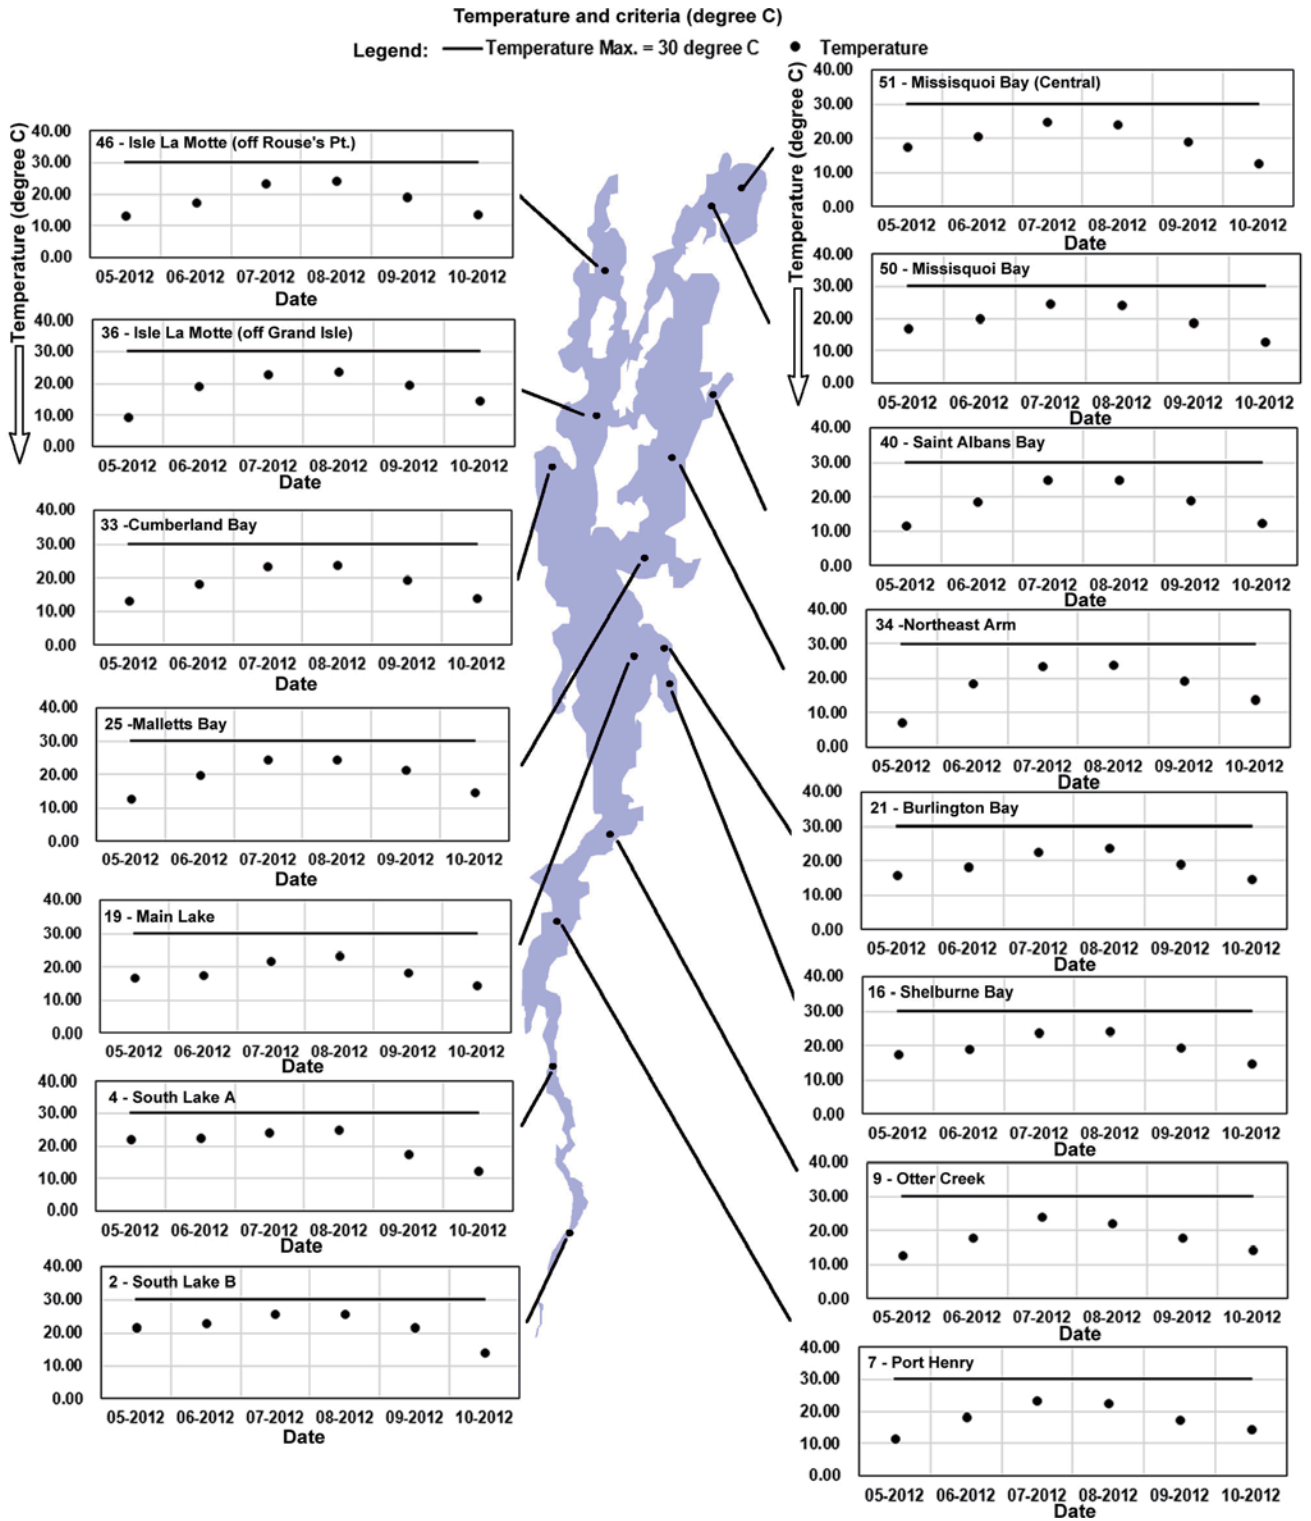 Temperature and criteria (degree C)
Legend: Temperature Max. = 30 degree C Temperature
Temperature (degree C)
46 - Isle La Motte (off Rouse's Pt.)
40.00
30.00
20.00
10.00
0.00
05-2012 06-2012 07-2012 08-2012 09-2012 10-2012
Date
36 - Isle La Motte (off Grand Isle)
40.00
30.00
20.00
10.00
0.00
05-2012 06-2012 07-2012 08-2012 09-2012 10-2012
Date
33 -Cumberland Bay
40.00
30.00
20.00
10.00
0.00
05-2012 06-2012 07-2012 08-2012 09-2012 10-2012
Date
25 -Malletts Bay
40.00
30.00
20.00
10.00
0.00
05-2012 06-2012 07-2012 08-2012 09-2012 10-2012
Date
19 - Main Lake
40.00
30.00
20.00
10.00
0.00
05-2012 06-2012 07-2012 08-2012 09-2012 10-2012
Date
4 - South Lake A
40.00
30.00
20.00
10.00
0.00
05-2012 06-2012 07-2012 08-2012 09-2012 10-2012
Date
2 - South Lake B
40.00
30.00
20.00
10.00
0.00
05-2012 06-2012 07-2012 08-2012 09-2012 10-2012
Date
Temperature (degree C)
51 - Missisquoi Bay (Central)
40.00
30.00
20.00
10.00
0.00
05-2012 06-2012 07-2012 08-2012 09-2012 10-2012
Date
50 - Missisquoi Bay
40.00
30.00
20.00
10.00
0.00
05-2012 06-2012 07-2012 08-2012 09-2012 10-2012
Date
40 - Saint Albans Bay
40.00
30.00
20.00
10.00
0.00
05-2012 06-2012 07-2012 08-2012 09-2012 10-2012
Date
34 -Northeast Arm
40.00
30.00
20.00
10.00
0.00
05-2012 06-2012 07-2012 08-2012 09-2012 10-2012
Date
21 - Burlington Bay
40.00
30.00
20.00
10.00
0.00
05-2012 06-2012 07-2012 08-2012 09-2012 10-2012
Date
16 - Shelburne Bay
40.00
30.00
20.00
10.00
0.00
05-2012 06-2012 07-2012 08-2012 09-2012 10-2012
Date
9 - Otter Creek
40.00
30.00
20.00
10.00
0.00
05-2012 06-2012 07-2012 08-2012 09-2012 10-2012
Date
7 - Port Henry
40.00
30.00
20.00
10.00
0.00
05-2012 06-2012 07-2012 08-2012 09-2012 10-2012
Date